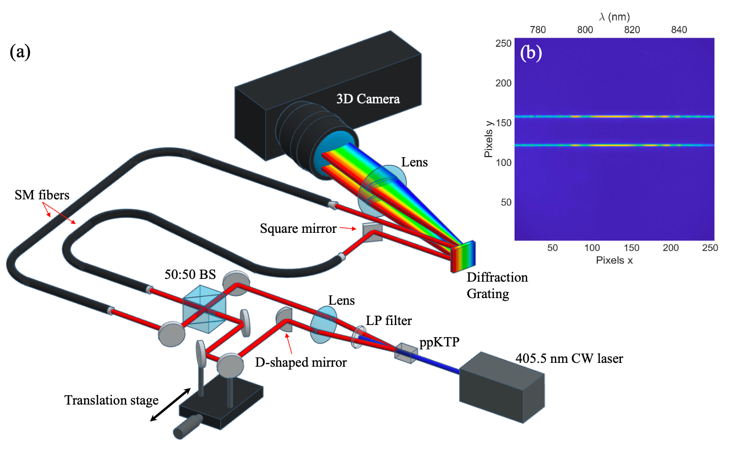 (a)
3D Camera
Lens
SM fibers
Square mirror
50:50 BS
Diffraction
Grating
Lens
LP filter
ppKTP
D-shaped mirror
405.5 nm CW laser
Translation stage
λ (nm)
780 800 820 840
(b)
250
200
150
100
50
Pixels y
50 100 150 200 250
Pixels x